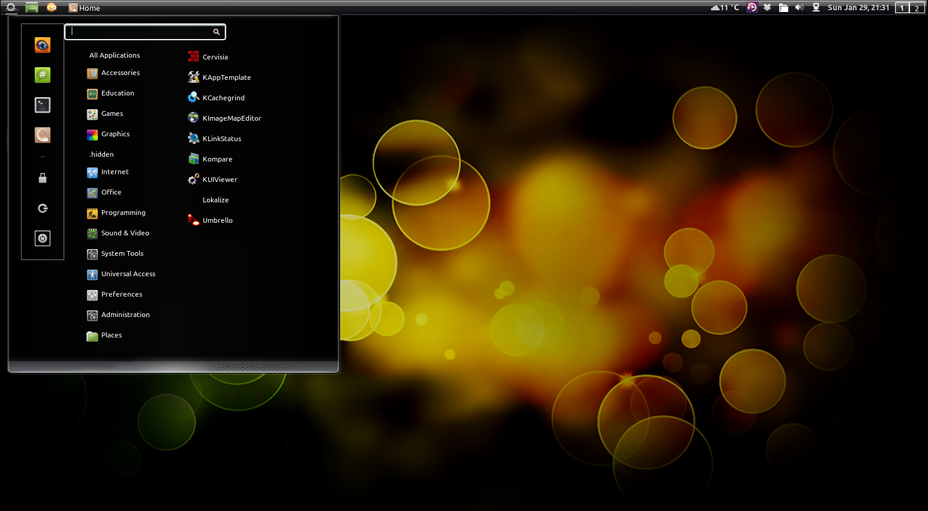 Home
11 °C
Sun Jan 29, 21:31
1
2
All Applications
Accessories
Education
Games
Graphics
.hidden
Internet
Office
Programming
Sound & Video
System Tools
Universal Access
Preferences
Administration
Places
Cervisia
KAppTemplate
KCachegrind
KImageMapEditor
KLinkStatus
Kompare
KUIViewer
Lokalize
Umbrello